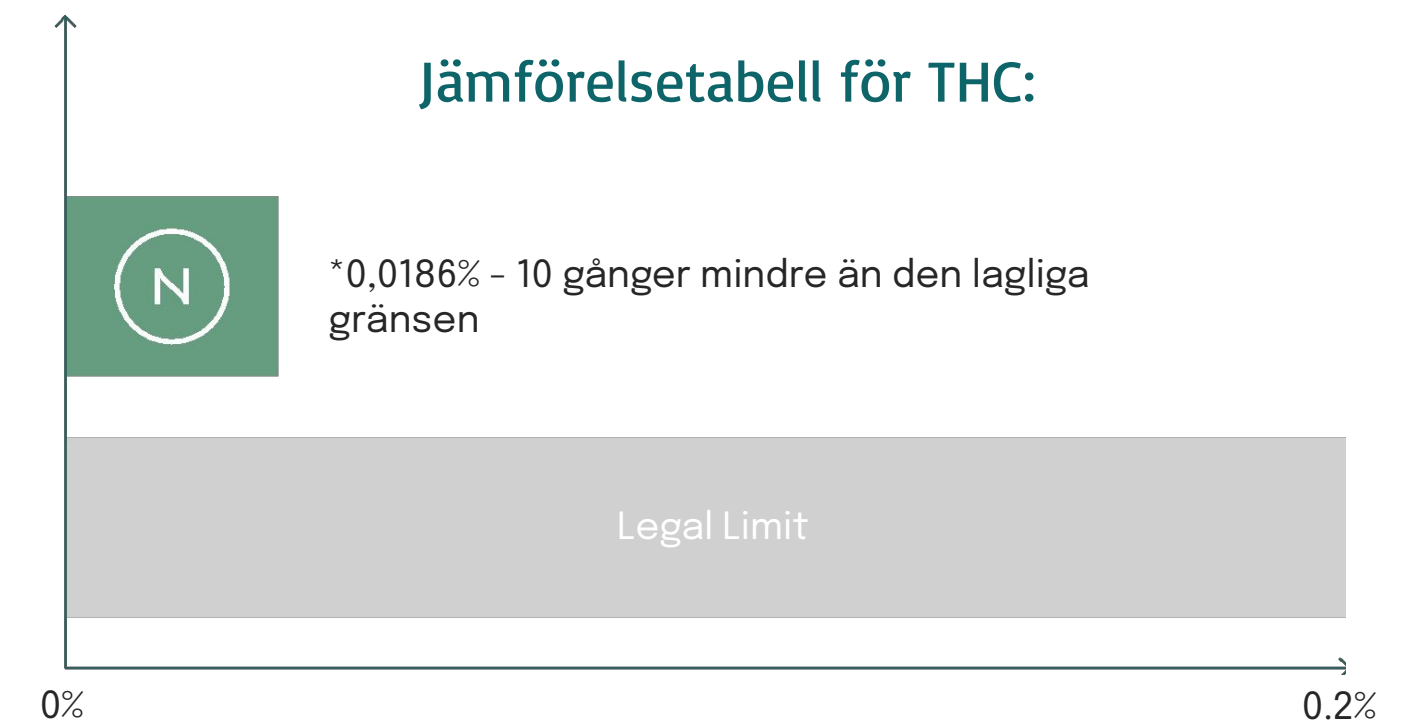 Jämförelsetabell för THC:
N
*0,0186% – 10 gånger mindre än den lagliga
gränsen
Legal Limit
0%
0.2%